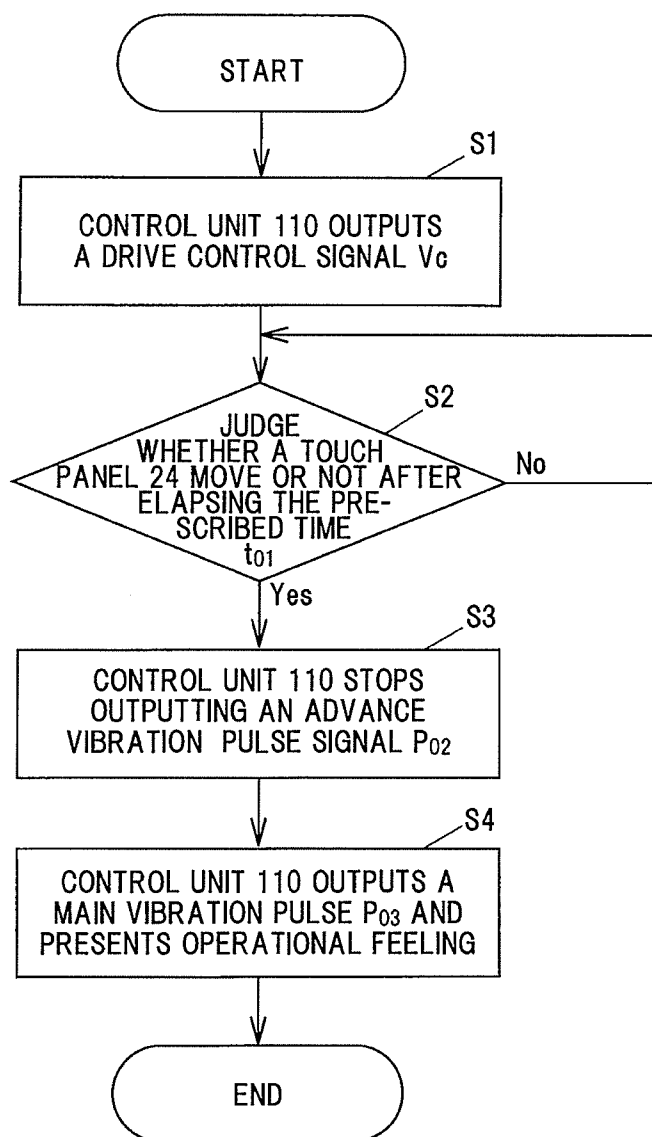 START
S1
CONTROL UNIT 110 OUTPUTS
A DRIVE CONTROL SIGNAL Vc
S2
JUDGE
WHETHER A TOUCH
PANEL 24 MOVE OR NOT AFTER
ELAPSING THE PRE-
SCRIBED TIME
t01
No
Yes
S3
CONTROL UNIT 110 STOPS
OUTPUTTING AN ADVANCE
VIBRATION PULSE SIGNAL P02
S4
CONTROL UNIT 110 OUTPUTS A
MAIN VIBRATION PULSE P03 AND
PRESENTS OPERATIONAL FEELING
END